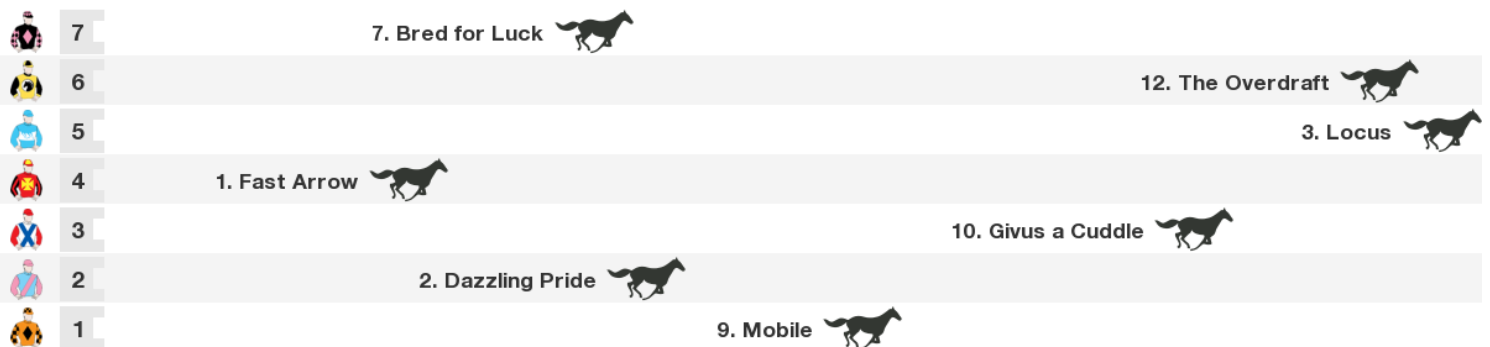 7 7. Bred for Luck
6 12. The Overdraft
5 3. Locus
4 1. Fast Arrow
3 10. Givus a Cuddle
2 2. Dazzling Pride
1 9. Mobile